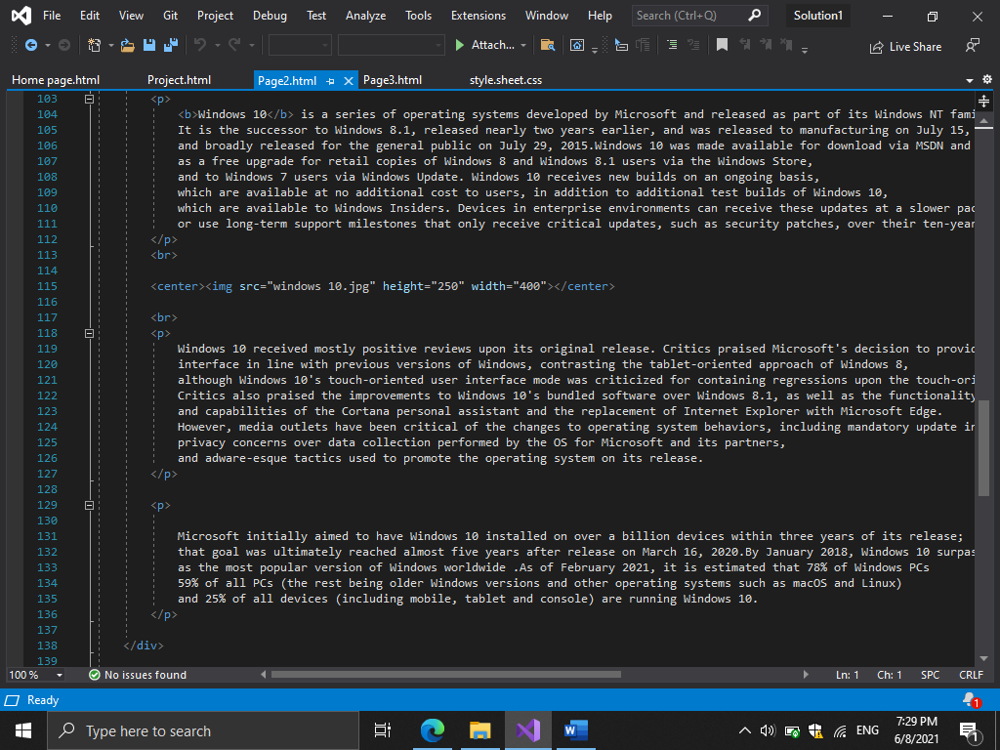 File Edit View Git Project Debug Test Analyze Tools Extensions Window Help Search (Ctrl+Q) Solution1
Attach... Live Share
Home page.html Project.html Page2.html Page3.html style.sheet.css
103 <p>
104 <b>Windows 10</b> is a series of operating systems developed by Microsoft and released as part of its Windows NT fami
105 It is the successor to Windows 8.1, released nearly two years earlier, and was released to manufacturing on July 15,
106 and broadly released for the general public on July 29, 2015.Windows 10 was made available for download via MSDN and
107 as a free upgrade for retail copies of Windows 8 and Windows 8.1 users via the Windows Store,
108 and to Windows 7 users via Windows Update. Windows 10 receives new builds on an ongoing basis,
109 which are available at no additional cost to users, in addition to additional test builds of Windows 10,
110 which are available to Windows Insiders. Devices in enterprise environments can receive these updates at a slower pac
111 or use long-term support milestones that only receive critical updates, such as security patches, over their ten-year
112 </p>
113 <br>
114
115 <center><img src="windows 10.jpg" height="250" width="400"></center>
116
117 <br>
118 <p>
119 Windows 10 received mostly positive reviews upon its original release. Critics praised Microsoft's decision to provid
120 interface in line with previous versions of Windows, contrasting the tablet-oriented approach of Windows 8,
121 although Windows 10's touch-oriented user interface mode was criticized for containing regressions upon the touch-ori
122 Critics also praised the improvements to Windows 10's bundled software over Windows 8.1, as well as the functionality
123 and capabilities of the Cortana personal assistant and the replacement of Internet Explorer with Microsoft Edge.
124 However, media outlets have been critical of the changes to operating system behaviors, including mandatory update in
125 privacy concerns over data collection performed by the OS for Microsoft and its partners,
126 and adware-esque tactics used to promote the operating system on its release.
127 </p>
128
129 <p>
130
131 Microsoft initially aimed to have Windows 10 installed on over a billion devices within three years of its release;
132 that goal was ultimately reached almost five years after release on March 16, 2020.By January 2018, Windows 10 surpas
133 as the most popular version of Windows worldwide .As of February 2021, it is estimated that 78% of Windows PCs
134 59% of all PCs (the rest being older Windows versions and other operating systems such as macOS and Linux)
135 and 25% of all devices (including mobile, tablet and console) are running Windows 10.
136 </p>
137
138 </div>
139
100 % No issues found Ln: 1 Ch: 1 SPC CRLF
Ready 1
Type here to search W ENG 7:29 PM
6/8/2021 1